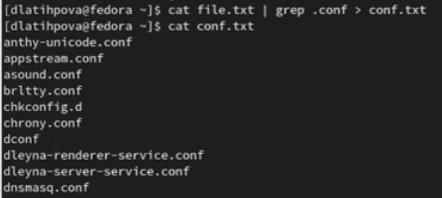 [dlatihpova@fedora ~]$ cat file.txt | grep .conf > conf.txt
[dlatihpova@fedora ~]$ cat conf.txt
anthy-unicode.conf
appstream.conf
asound.conf
brltty.conf
chkconfig.d
chrony.conf
dconf
dleyna-renderer-service.conf
dleyna-server-service.conf
dnsmasq.conf